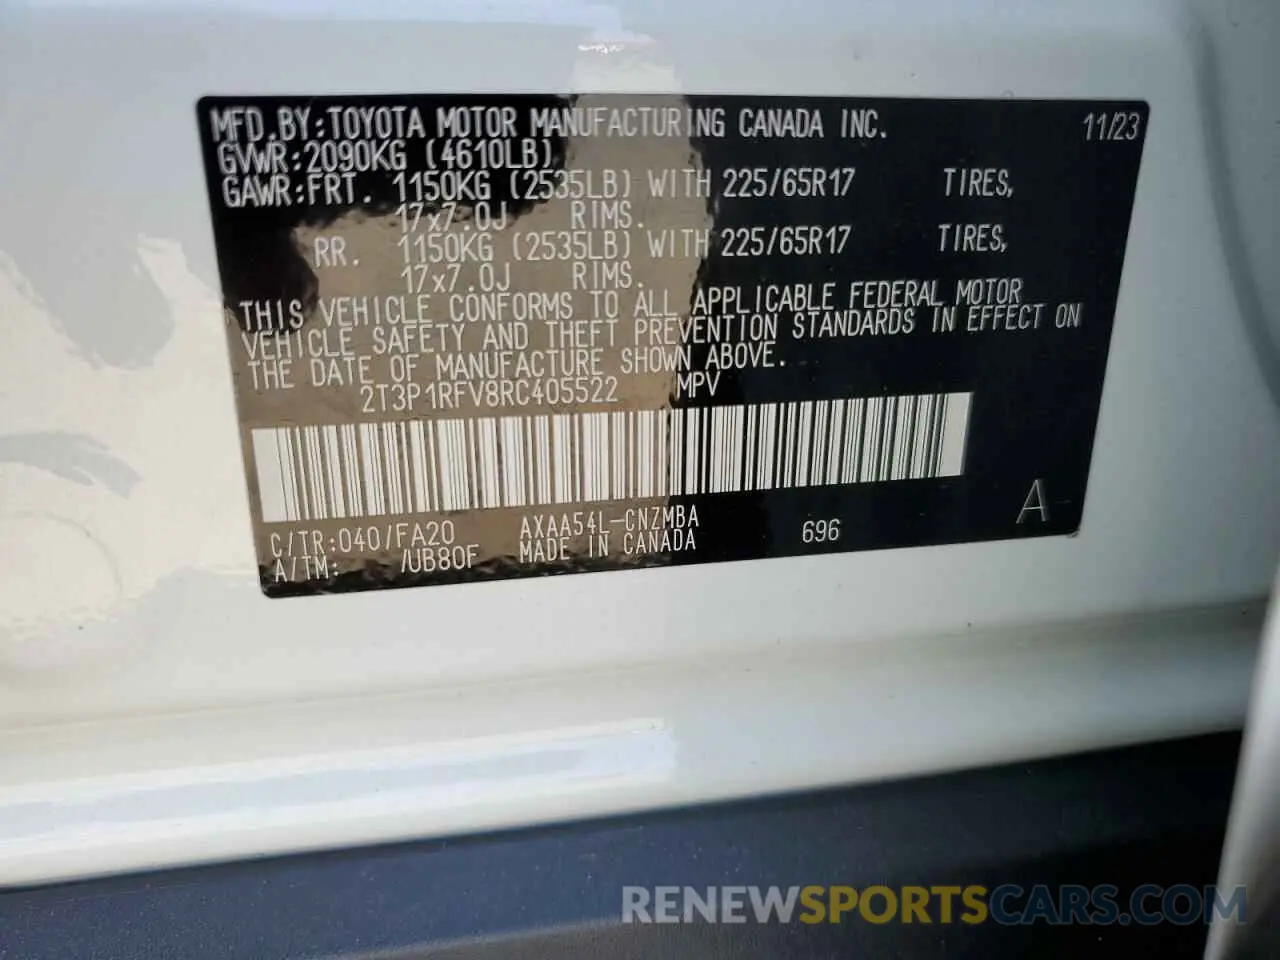 MFD.BY:TOYOTA MOTOR MANUFACTURING CANADA INC. 11/23
GVWR:2090KG (4610LB)
GAWR:FRT. 1150KG (2535LB) WITH 225/65R17 TIRES,
17x7.0J RIMS.
RR. 1150KG (2535LB) WITH 225/65R17 TIRES,
17x7.0J RIMS.
THIS VEHICLE CONFORMS TO ALL APPLICABLE FEDERAL MOTOR
VEHICLE SAFETY AND THEFT PREVENTION STANDARDS IN EFFECT ON
THE DATE OF MANUFACTURE SHOWN ABOVE.
2T3P1RFV8RC405522 MPV
C/TR:040/FA20 AXAA54L-CNZMBA 696 A
A/TM: /UB80F MADE IN CANADA
RENEWSPORTSCARS.COM